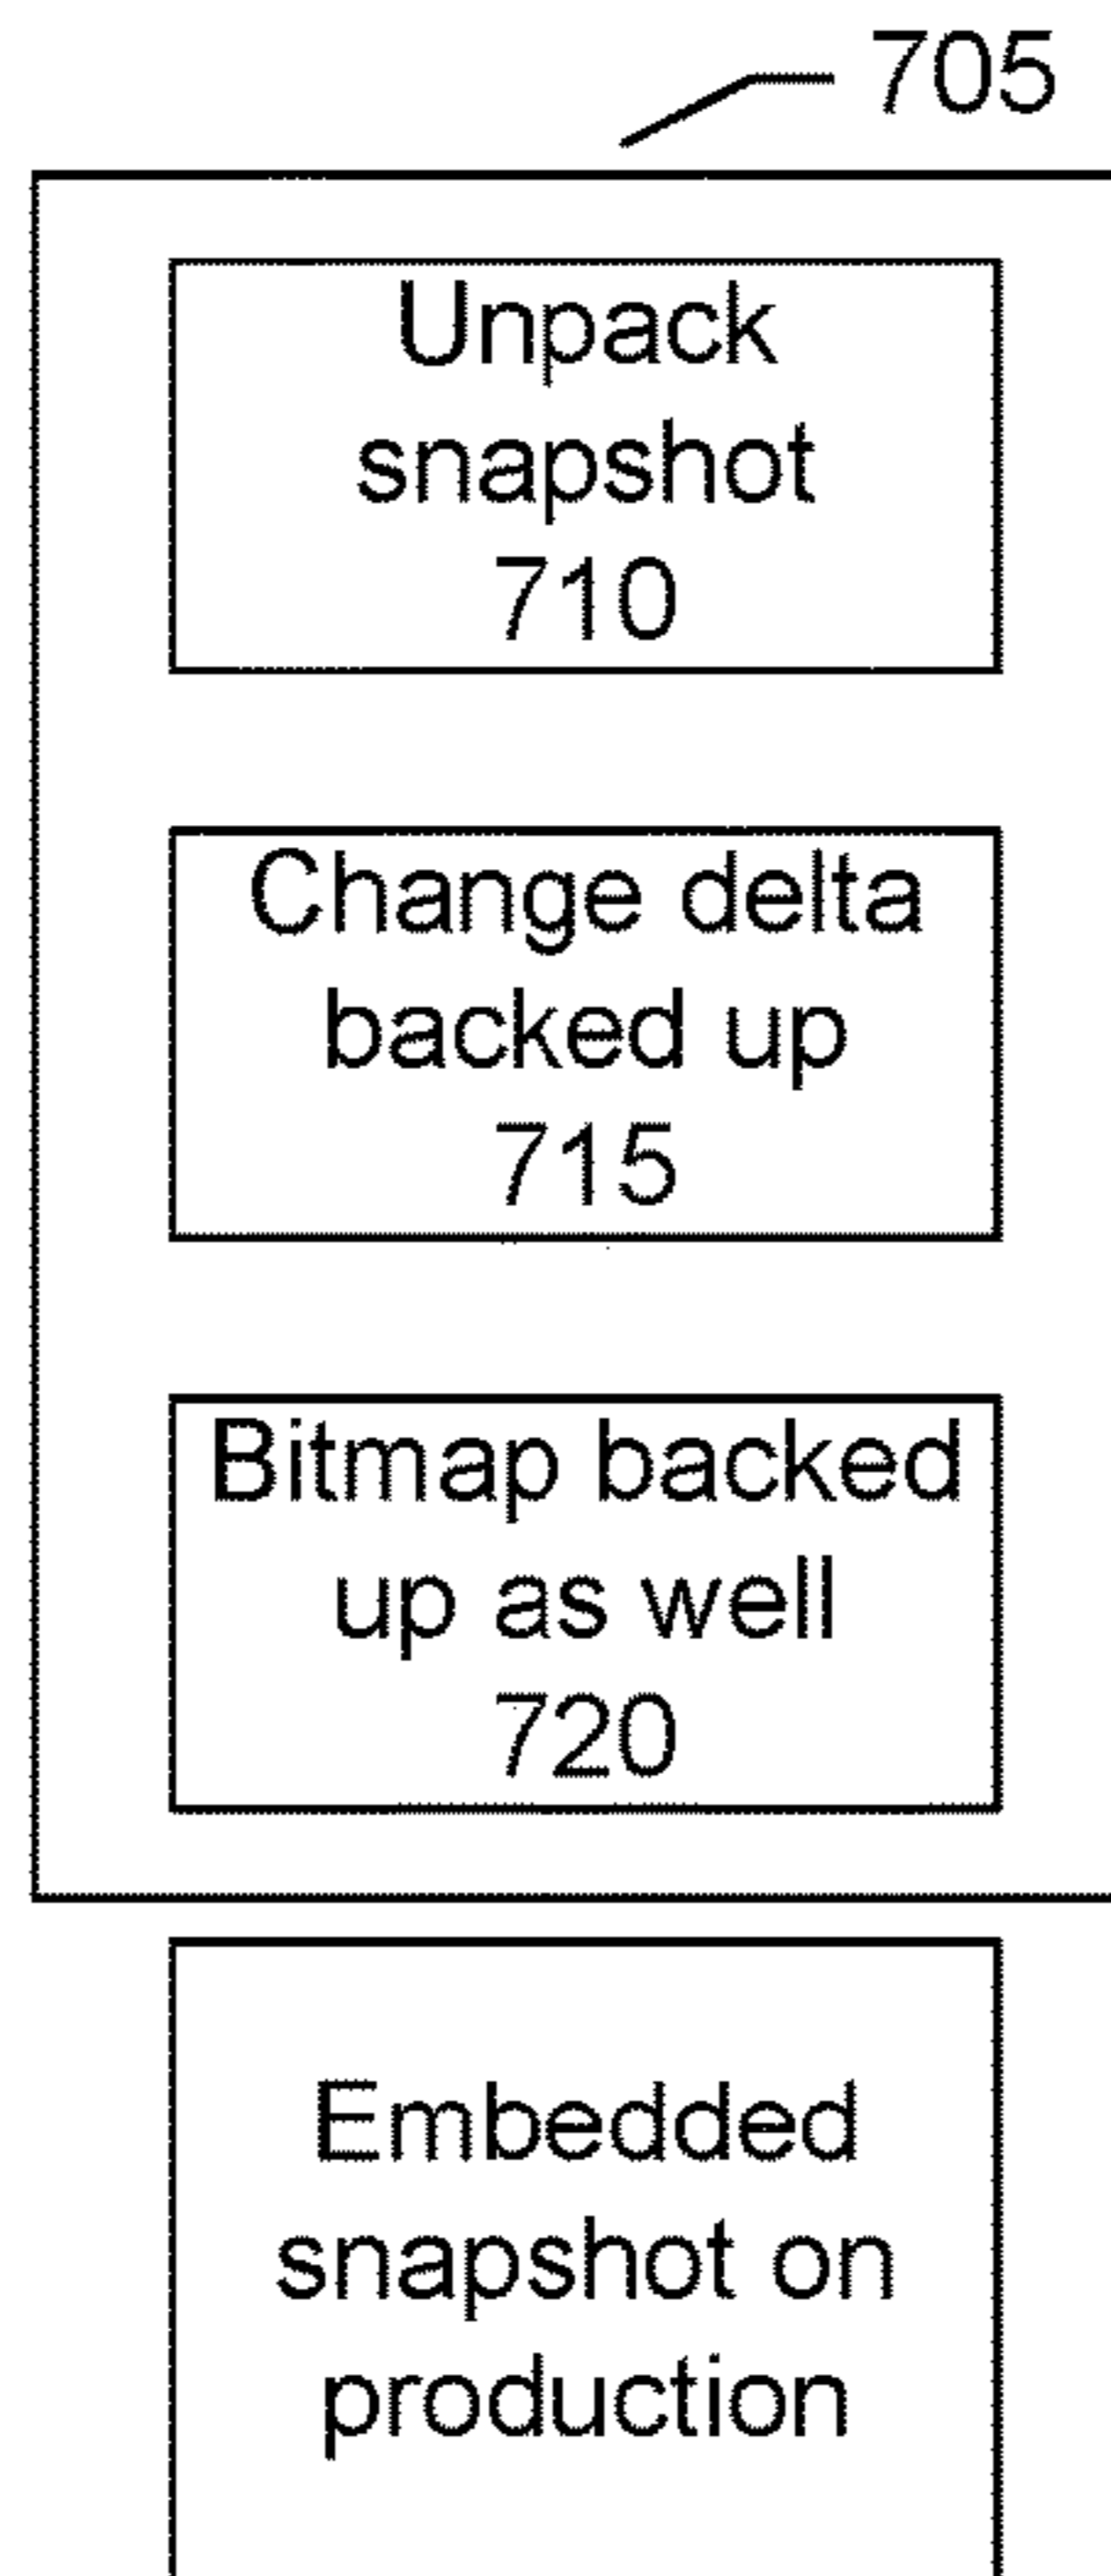 705
Unpack
snapshot
710
Change delta
backed up
715
Bitmap backed
up as well
720
Embedded
snapshot on
production